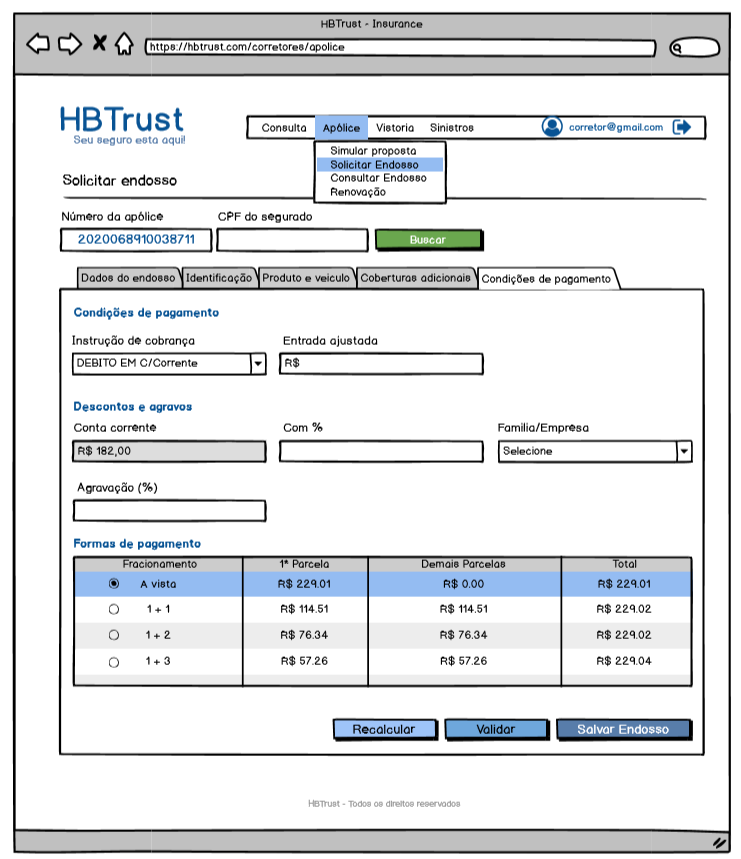 HBTrust - Insurance
https://hbtrust.com/corretores/apolice
HBTrust
Seu seguro esta aqui!
Consulta Apólice Vistoria Sinistros corretor@gmail.com
Simular proposta
Solicitar Endosso
Consultar Endosso
Renovação
Solicitar endosso
Número da apólice CPF do segurado
2020068910038711 Buscar
Dados do endosso Identificação Produto e veiculo Coberturas adicionais Condições de pagamento
Condições de pagamento
Instrução de cobrança Entrada ajustada
DEBITO EM C/Corrente R$
Descontos e agravos
Conta corrente Com % Familia/Empresa
R$ 182,00 Selecione
Agravação (%)
Formas de pagamento
Fracionamento 1ª Parcela Demais Parcelas Total
A vista R$ 229.01 R$ 0.00 R$ 229.01
1 + 1 R$ 114.51 R$ 114.51 R$ 229.02
1 + 2 R$ 76.34 R$ 76.34 R$ 229.02
1 + 3 R$ 57.26 R$ 57.26 R$ 229.04
Recalcular Validar Salvar Endosso
HBTrust - Todos os direitos reservados